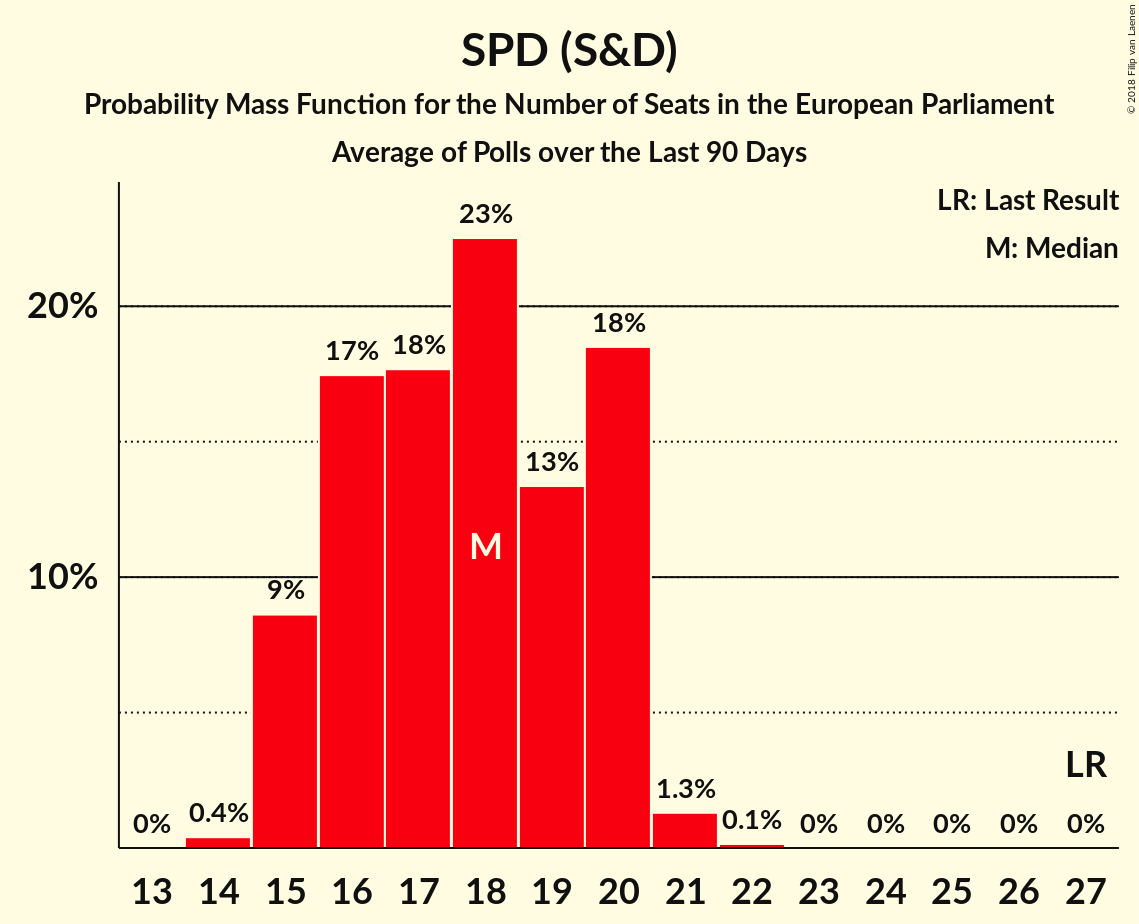 SPD (S&D)
Probability Mass Function for the Number of Seats in the European Parliament
Average of Polls over the Last 90 Days
© 2018 Filip van Laenen
LR: Last Result
M: Median
20%
10%
0%
0.4%
9%
17%
18%
23%
13%
18%
1.3%
0.1%
0%
0%
0%
0%
0%
M
LR
13 14 15 16 17 18 19 20 21 22 23 24 25 26 27